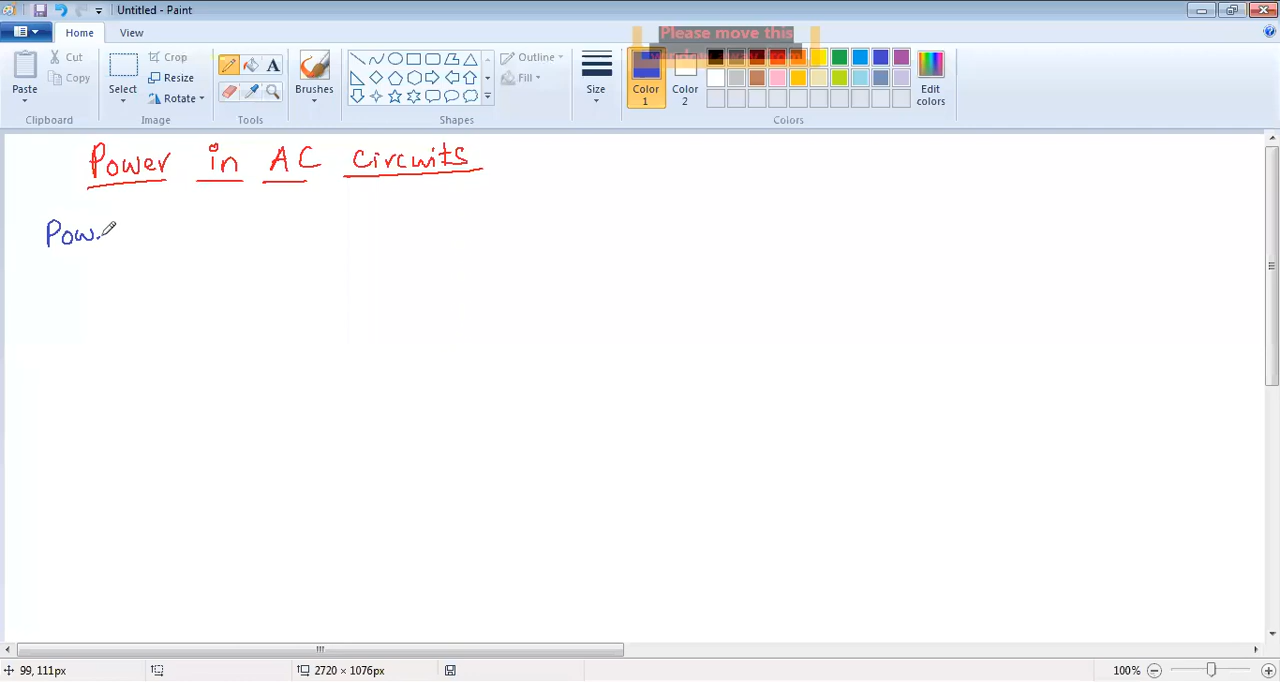 Untitled - Paint
Home View
Paste
Cut
Copy
Clipboard
Select
Crop
Resize
Rotate
Image
A
Tools
Brushes
Outline
Fill
Shapes
Size
Color 1
Color 2
Please move this
Edit colors
Colors
Power in AC Circuits
Pow
99, 111px
2720 × 1076px
100%